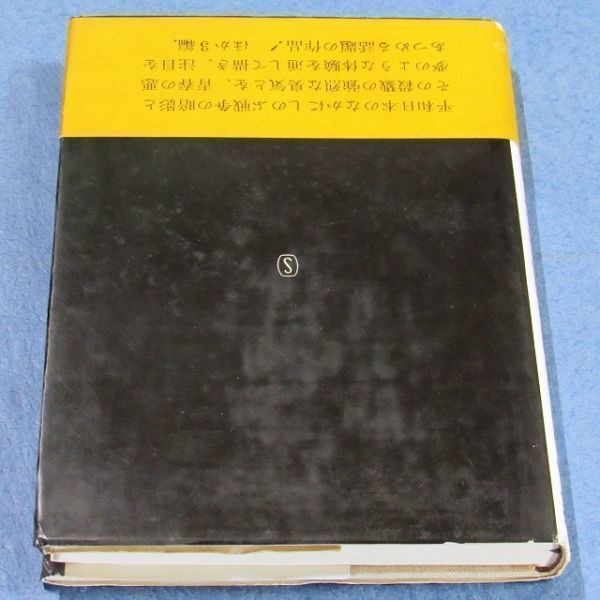 平和日本のなかにしのぶ戦争の暗影と
その殺戮の強烈な臭気とを、青春の悪
夢のような体験を通して描き、注目を
あつめる話題の作品！ ほか3編．
S